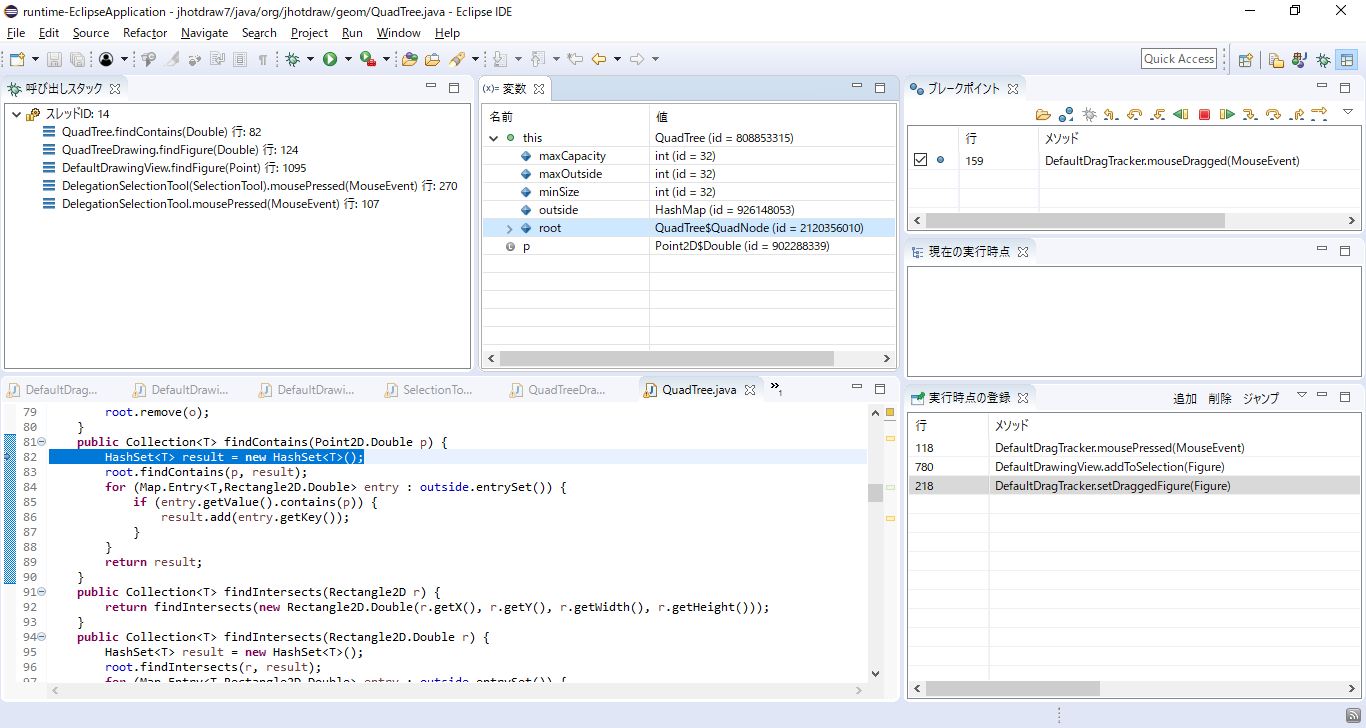 runtime-EclipseApplication - jhotdraw7/java/org/jhotdraw/geom/QuadTree.java - Eclipse IDE
File Edit Source Refactor Navigate Search Project Run Window Help
Quick Access
呼び出しスタック
スレッドID: 14
QuadTree.findContains(Double) 行: 82
QuadTreeDrawing.findFigure(Double) 行: 124
DefaultDrawingView.findFigure(Point) 行: 1095
DelegationSelectionTool(SelectionTool).mousePressed(MouseEvent) 行: 270
DelegationSelectionTool.mousePressed(MouseEvent) 行: 107
(x)= 変数
名前 値
this QuadTree (id = 808853315)
maxCapacity int (id = 32)
maxOutside int (id = 32)
minSize int (id = 32)
outside HashMap (id = 926148053)
root QuadTree$QuadNode (id = 2120356010)
p Point2D$Double (id = 902288339)
ブレークポイント
行 メソッド
159 DefaultDragTracker.mouseDragged(MouseEvent)
現在の実行時点
DefaultDrag... DefaultDrawi... DefaultDrawi... SelectionTo... QuadTreeDra... QuadTree.java »1
79 root.remove(o);
80 }
81 public Collection<T> findContains(Point2D.Double p) {
82 HashSet<T> result = new HashSet<T>();
83 root.findContains(p, result);
84 for (Map.Entry<T,Rectangle2D.Double> entry : outside.entrySet()) {
85 if (entry.getValue().contains(p)) {
86 result.add(entry.getKey());
87 }
88 }
89 return result;
90 }
91 public Collection<T> findIntersects(Rectangle2D r) {
92 return findIntersects(new Rectangle2D.Double(r.getX(), r.getY(), r.getWidth(), r.getHeight()));
93 }
94 public Collection<T> findIntersects(Rectangle2D.Double r) {
95 HashSet<T> result = new HashSet<T>();
96 root.findIntersects(r, result);
97 for (Map.Entry<T,Rectangle2D.Double> entry : outside.entrySet()) {
実行時点の登録 追加 削除 ジャンプ
行 メソッド
118 DefaultDragTracker.mousePressed(MouseEvent)
780 DefaultDrawingView.addToSelection(Figure)
218 DefaultDragTracker.setDraggedFigure(Figure)